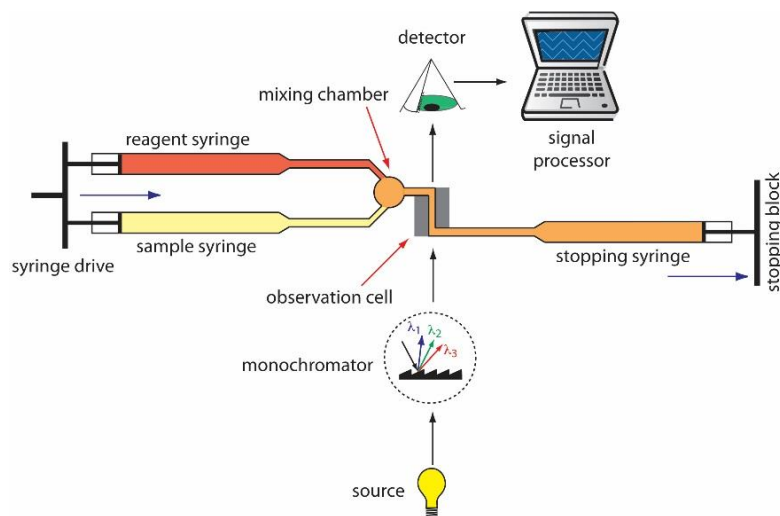 detector
mixing chamber
reagent syringe
signal
processor
sample syringe
syringe drive
stopping syringe
stopping block
observation cell
λ1
λ2
λ3
monochromator
source